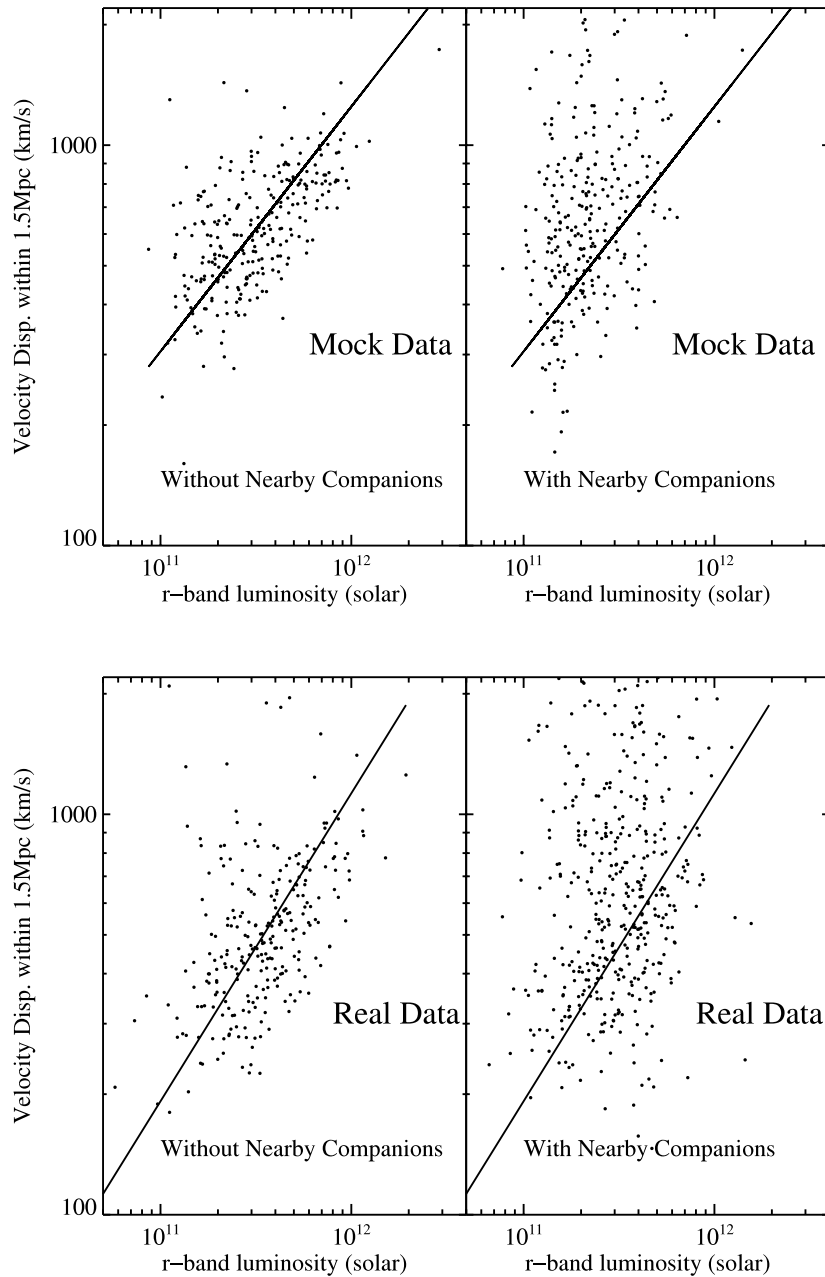 Velocity Disp. within 1.5Mpc (km/s)
1000
100
Mock Data
Without Nearby Companions
Mock Data
With Nearby Companions
10^11
10^12
10^11
10^12
r−band luminosity (solar)
r−band luminosity (solar)
Velocity Disp. within 1.5Mpc (km/s)
1000
100
Real Data
Without Nearby Companions
Real Data
With Nearby Companions
10^11
10^12
10^11
10^12
r−band luminosity (solar)
r−band luminosity (solar)